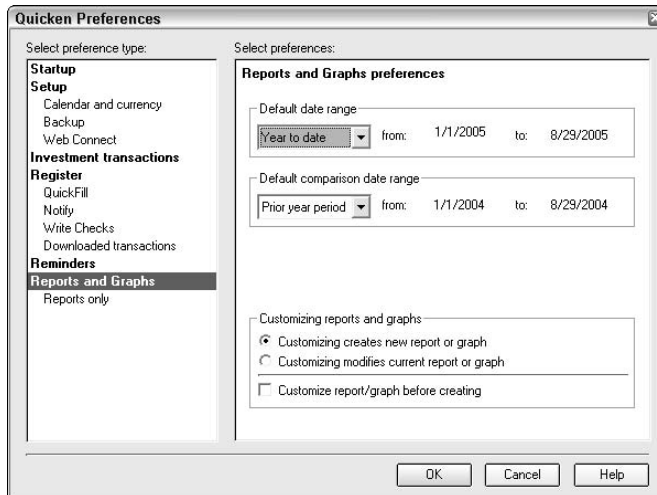 Quicken Preferences
Select preference type:
Startup
Setup
Calendar and currency
Backup
Web Connect
Investment transactions
Register
QuickFill
Notify
Write Checks
Downloaded transactions
Reminders
Reports and Graphs
Reports only
Select preferences:
Reports and Graphs preferences
Default date range
Year to date from: 1/1/2005 to: 8/29/2005
Default comparison date range
Prior year period from: 1/1/2004 to: 8/29/2004
Customizing reports and graphs
Customizing creates new report or graph
Customizing modifies current report or graph
Customize report/graph before creating
OK Cancel Help